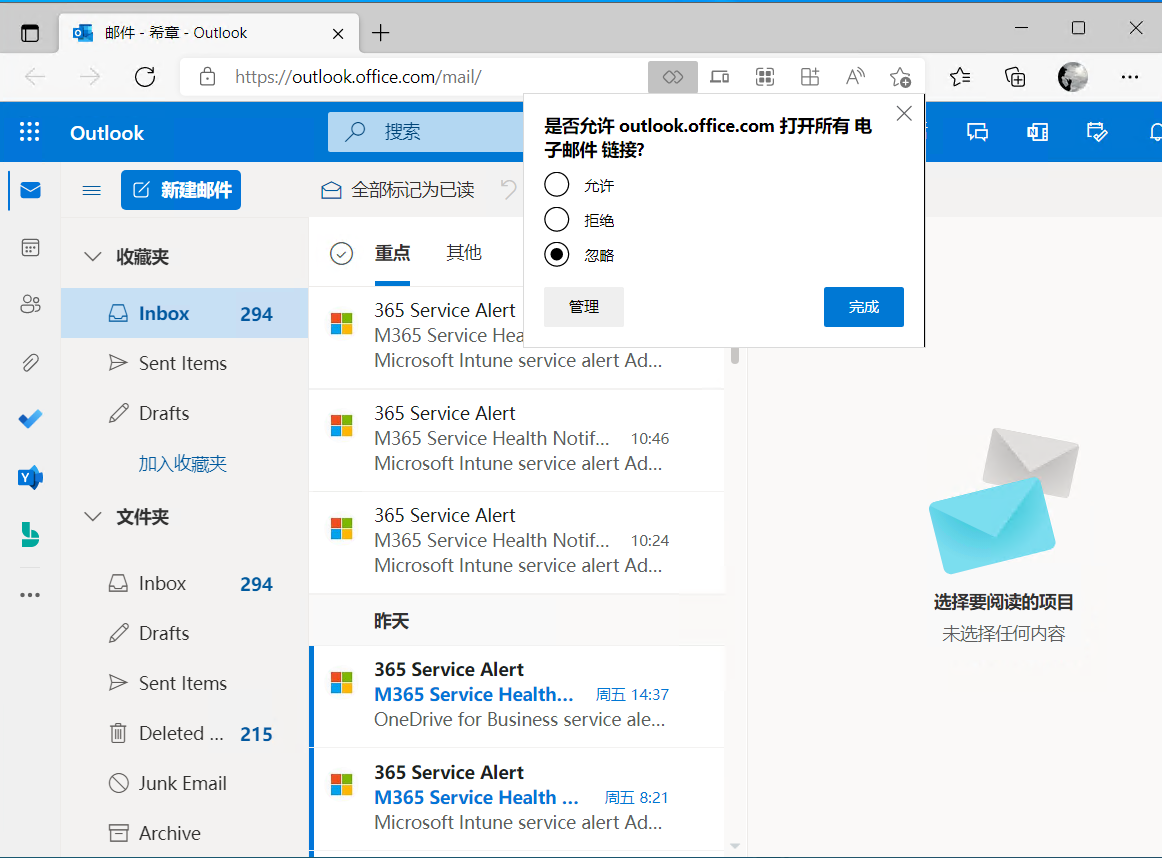 邮件 - 希章 - Outlook
https://outlook.office.com/mail/
Outlook
搜索
是否允许 outlook.office.com 打开所有 电
子邮件 链接?
允许
拒绝
忽略
管理
完成
新建邮件
全部标记为已读
收藏夹
Inbox 294
Sent Items
Drafts
加入收藏夹
文件夹
Inbox 294
Drafts
Sent Items
Deleted ... 215
Junk Email
Archive
重点 其他
365 Service Alert
M365 Service Hea
Microsoft Intune service alert Ad...
365 Service Alert
M365 Service Health Notif... 10:46
Microsoft Intune service alert Ad...
365 Service Alert
M365 Service Health Notif... 10:24
Microsoft Intune service alert Ad...
昨天
365 Service Alert
M365 Service Health... 周五 14:37
OneDrive for Business service ale...
365 Service Alert
M365 Service Health ... 周五 8:21
Microsoft Intune service alert Ad...
选择要阅读的项目
未选择任何内容